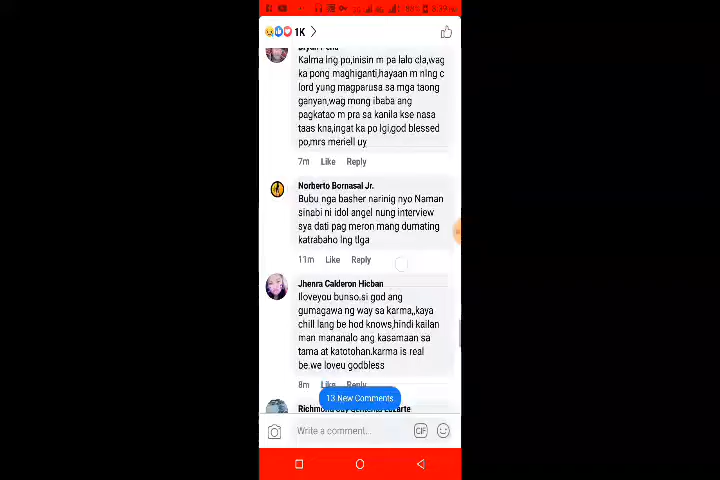 1K
Kalma lng po,inisin m pa lalo cla,wag
ka pong maghiganti,hayaan m nlng c
lord yung magparusa sa mga taong
ganyan,wag mong ibaba ang
pagkatao m pra sa kanila kse nasa
taas kna,ingat ka po lgi,god blessed
po,mrs meriell uy
7m Like Reply
Norberto Bornasal Jr.
Bubu nga basher narinig nyo Naman
sinabi ni idol angel nung interview
sya dati pag meron mang dumating
katrabaho lng tlga
11m Like Reply
Jhenra Calderon Hicban
Iloveyou bunso,si god ang
gumagawa ng way sa karma,,kaya
chill lang be hod knows,hindi kailan
man mananalo ang kasamaan sa
tama at katotohan.karma is real
be,we loveu godbless
8m Like Reply
13 New Comments
Write a comment...
GIF